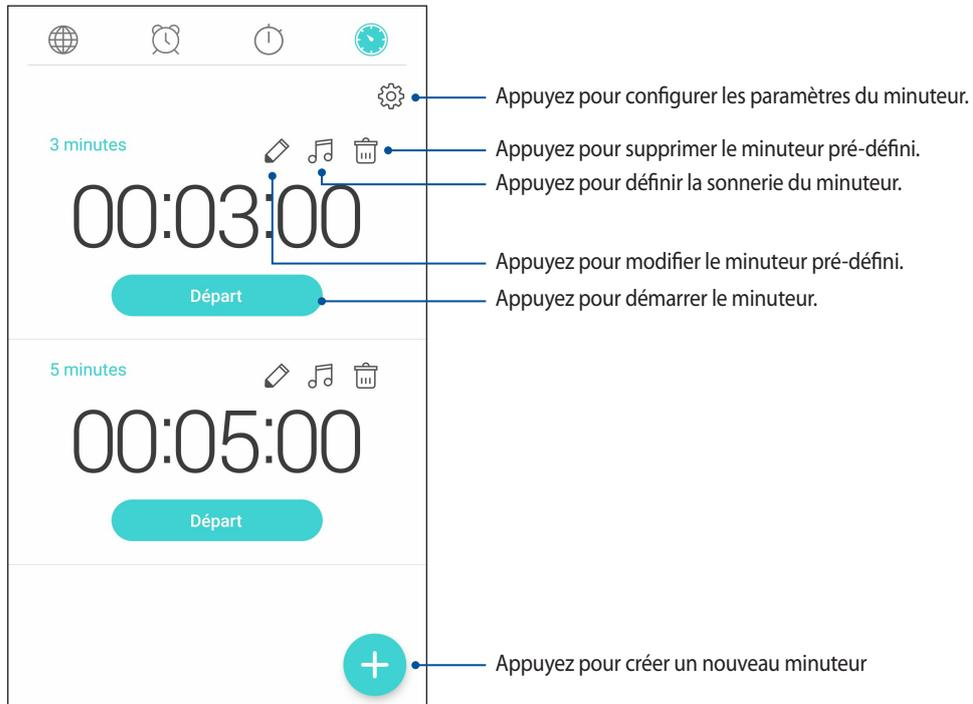 Appuyez pour configurer les paramètres du minuteur.
3 minutes
Appuyez pour supprimer le minuteur pré-défini.
Appuyez pour définir la sonnerie du minuteur.
00:03:00
Appuyez pour modifier le minuteur pré-défini.
Départ
Appuyez pour démarrer le minuteur.
5 minutes
00:05:00
Départ
Appuyez pour créer un nouveau minuteur